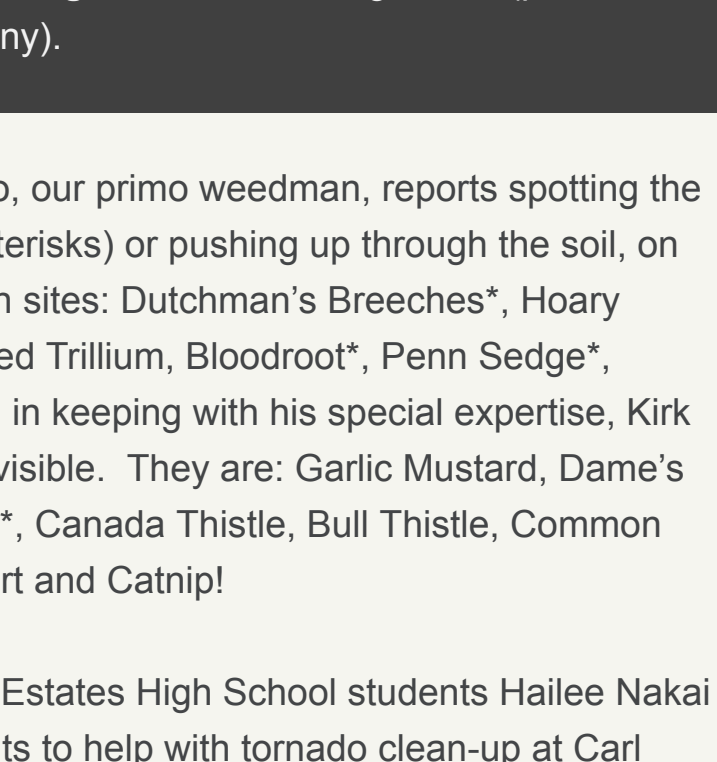 ny).
o, our primo weedman, reports spotting the
terisks) or pushing up through the soil, on
n sites: Dutchman’s Breeches*, Hoary
ed Trillium, Bloodroot*, Penn Sedge*,
in keeping with his special expertise, Kirk
visible.  They are: Garlic Mustard, Dame’s
*, Canada Thistle, Bull Thistle, Common
rt and Catnip!
Estates High School students Hailee Nakai
ts to help with tornado clean-up at Carl